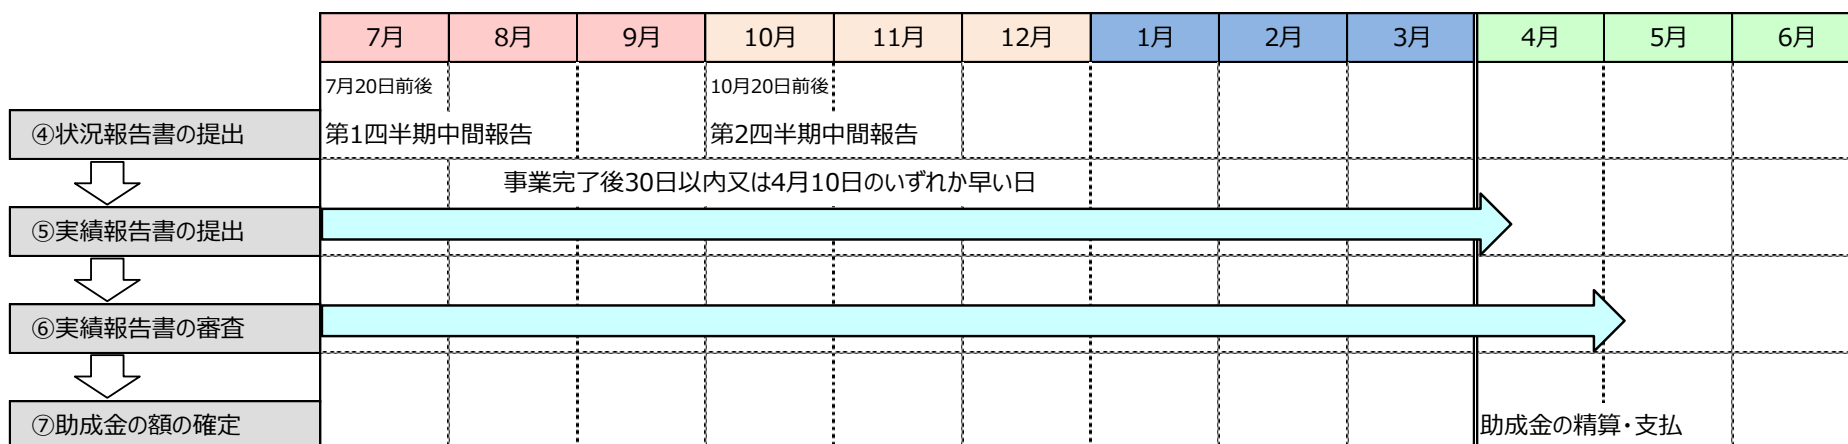 7月 8月 9月 10月 11月 12月 1月 2月 3月 4月 5月 6月
7月20日前後 10月20日前後
④状況報告書の提出 第1四半期中間報告 第2四半期中間報告
事業完了後30日以内又は4月10日のいずれか早い日
⑤実績報告書の提出
⑥実績報告書の審査
⑦助成金の額の確定 助成金の精算・支払